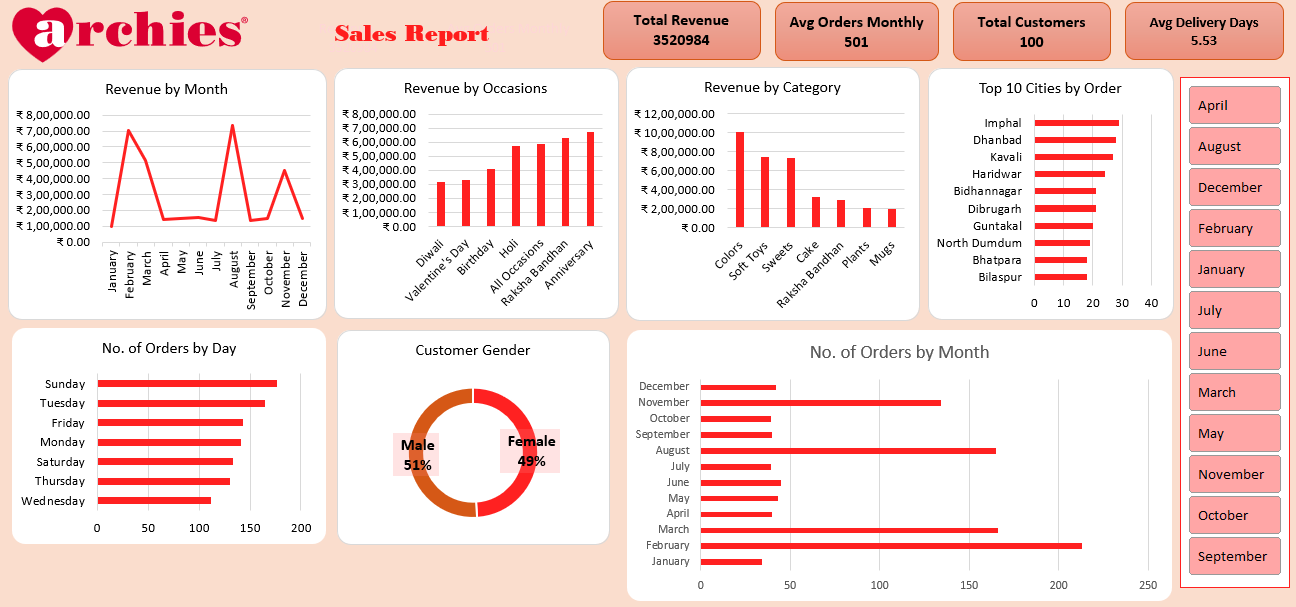 archies®
Sales Report
Total Revenue
3520984
Avg Orders Monthly
501
Total Customers
100
Avg Delivery Days
5.53
Revenue by Month
₹ 8,00,000.00
₹ 7,00,000.00
₹ 6,00,000.00
₹ 5,00,000.00
₹ 4,00,000.00
₹ 3,00,000.00
₹ 2,00,000.00
₹ 1,00,000.00
₹ 0.00
January
February
March
April
May
June
July
August
September
October
November
December
Revenue by Occasions
₹ 8,00,000.00
₹ 7,00,000.00
₹ 6,00,000.00
₹ 5,00,000.00
₹ 4,00,000.00
₹ 3,00,000.00
₹ 2,00,000.00
₹ 1,00,000.00
₹ 0.00
Diwali
Valentine's Day
Birthday
Holi
All Occasions
Raksha Bandhan
Anniversary
Revenue by Category
₹ 12,00,000.00
₹ 10,00,000.00
₹ 8,00,000.00
₹ 6,00,000.00
₹ 4,00,000.00
₹ 2,00,000.00
₹ 0.00
Colors
Soft Toys
Sweets
Cake
Raksha Bandhan
Plants
Mugs
Top 10 Cities by Order
Imphal
Dhanbad
Kavali
Haridwar
Bidhannagar
Dibrugarh
Guntakal
North Dumdum
Bhatpara
Bilaspur
0 10 20 30 40
April
August
December
February
January
July
June
March
May
November
October
September
No. of Orders by Day
Sunday
Tuesday
Friday
Monday
Saturday
Thursday
Wednesday
0 50 100 150 200
Customer Gender
Male
51%
Female
49%
No. of Orders by Month
December
November
October
September
August
July
June
May
April
March
February
January
0 50 100 150 200 250